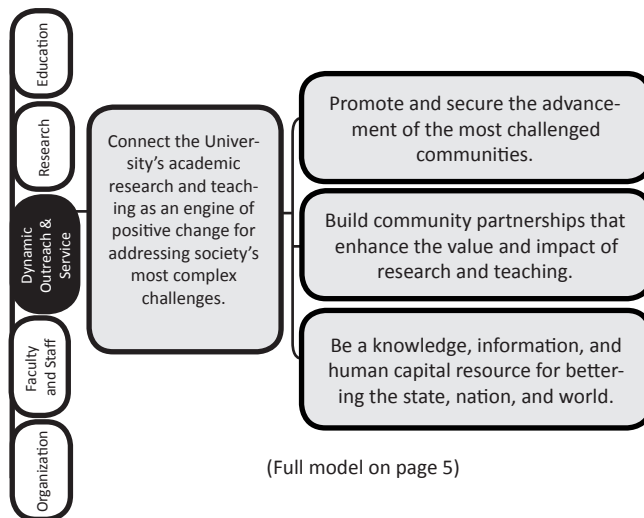 Education
Research
Dynamic
Outreach &
Service
Faculty
and Staff
Organization
Connect the Univer-
sity’s academic
research and teach-
ing as an engine of
positive change for
addressing society’s
most complex
challenges.
Promote and secure the advance-
ment of the most challenged
communities.
Build community partnerships that
enhance the value and impact of
research and teaching.
Be a knowledge, information, and
human capital resource for better-
ing the state, nation, and world.
(Full model on page 5)